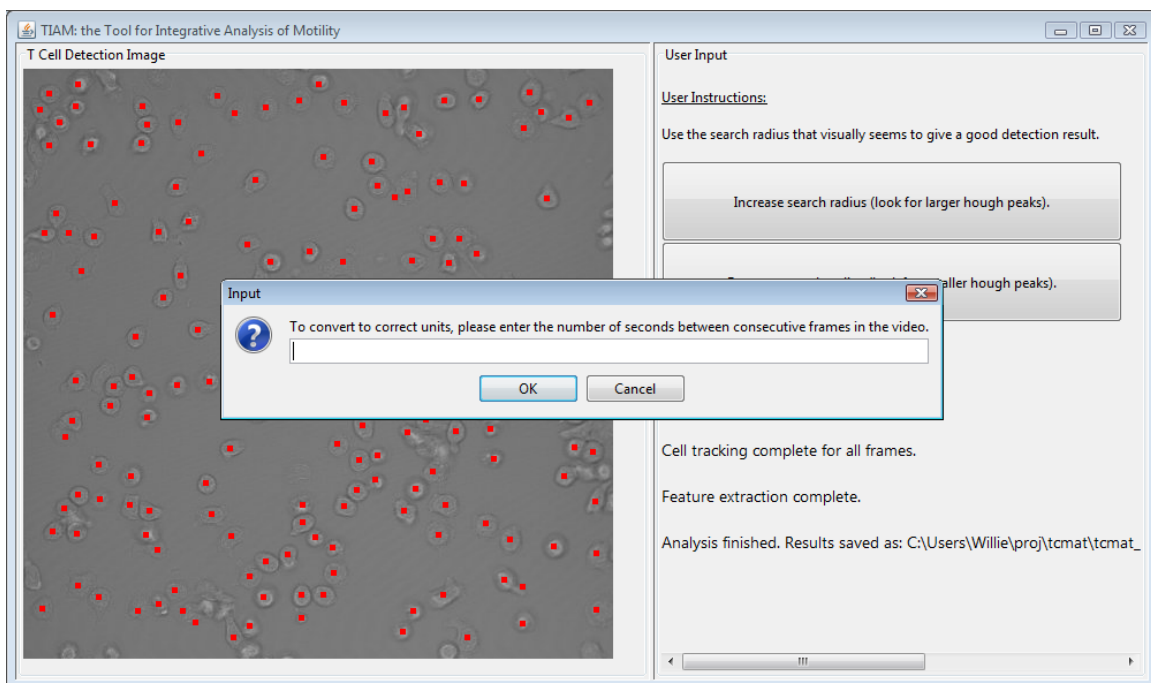 TIAM: the Tool for Integrative Analysis of Motility
T Cell Detection Image
User Input
User Instructions:
Use the search radius that visually seems to give a good detection result.
Increase search radius (look for larger hough peaks).
aller hough peaks).
Input
To convert to correct units, please enter the number of seconds between consecutive frames in the video.
OK
Cancel
Cell tracking complete for all frames.
Feature extraction complete.
Analysis finished. Results saved as: C:\Users\Willie\proj\tcmat\tcmat_